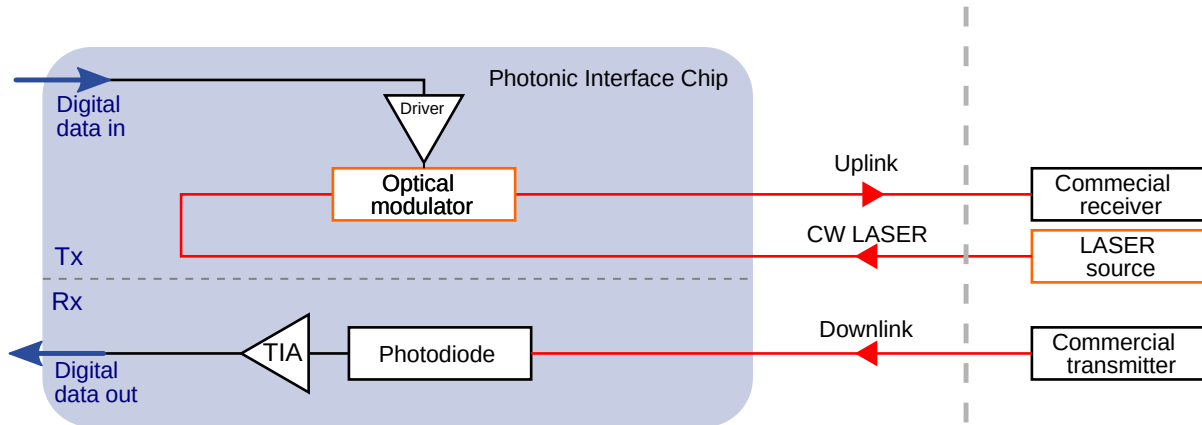 Photonic Interface Chip
Digital
data in
Driver
Optical
modulator
Uplink
Commecial
receiver
CW LASER
LASER
source
Tx
Rx
TIA
Photodiode
Downlink
Commercial
transmitter
Digital
data out